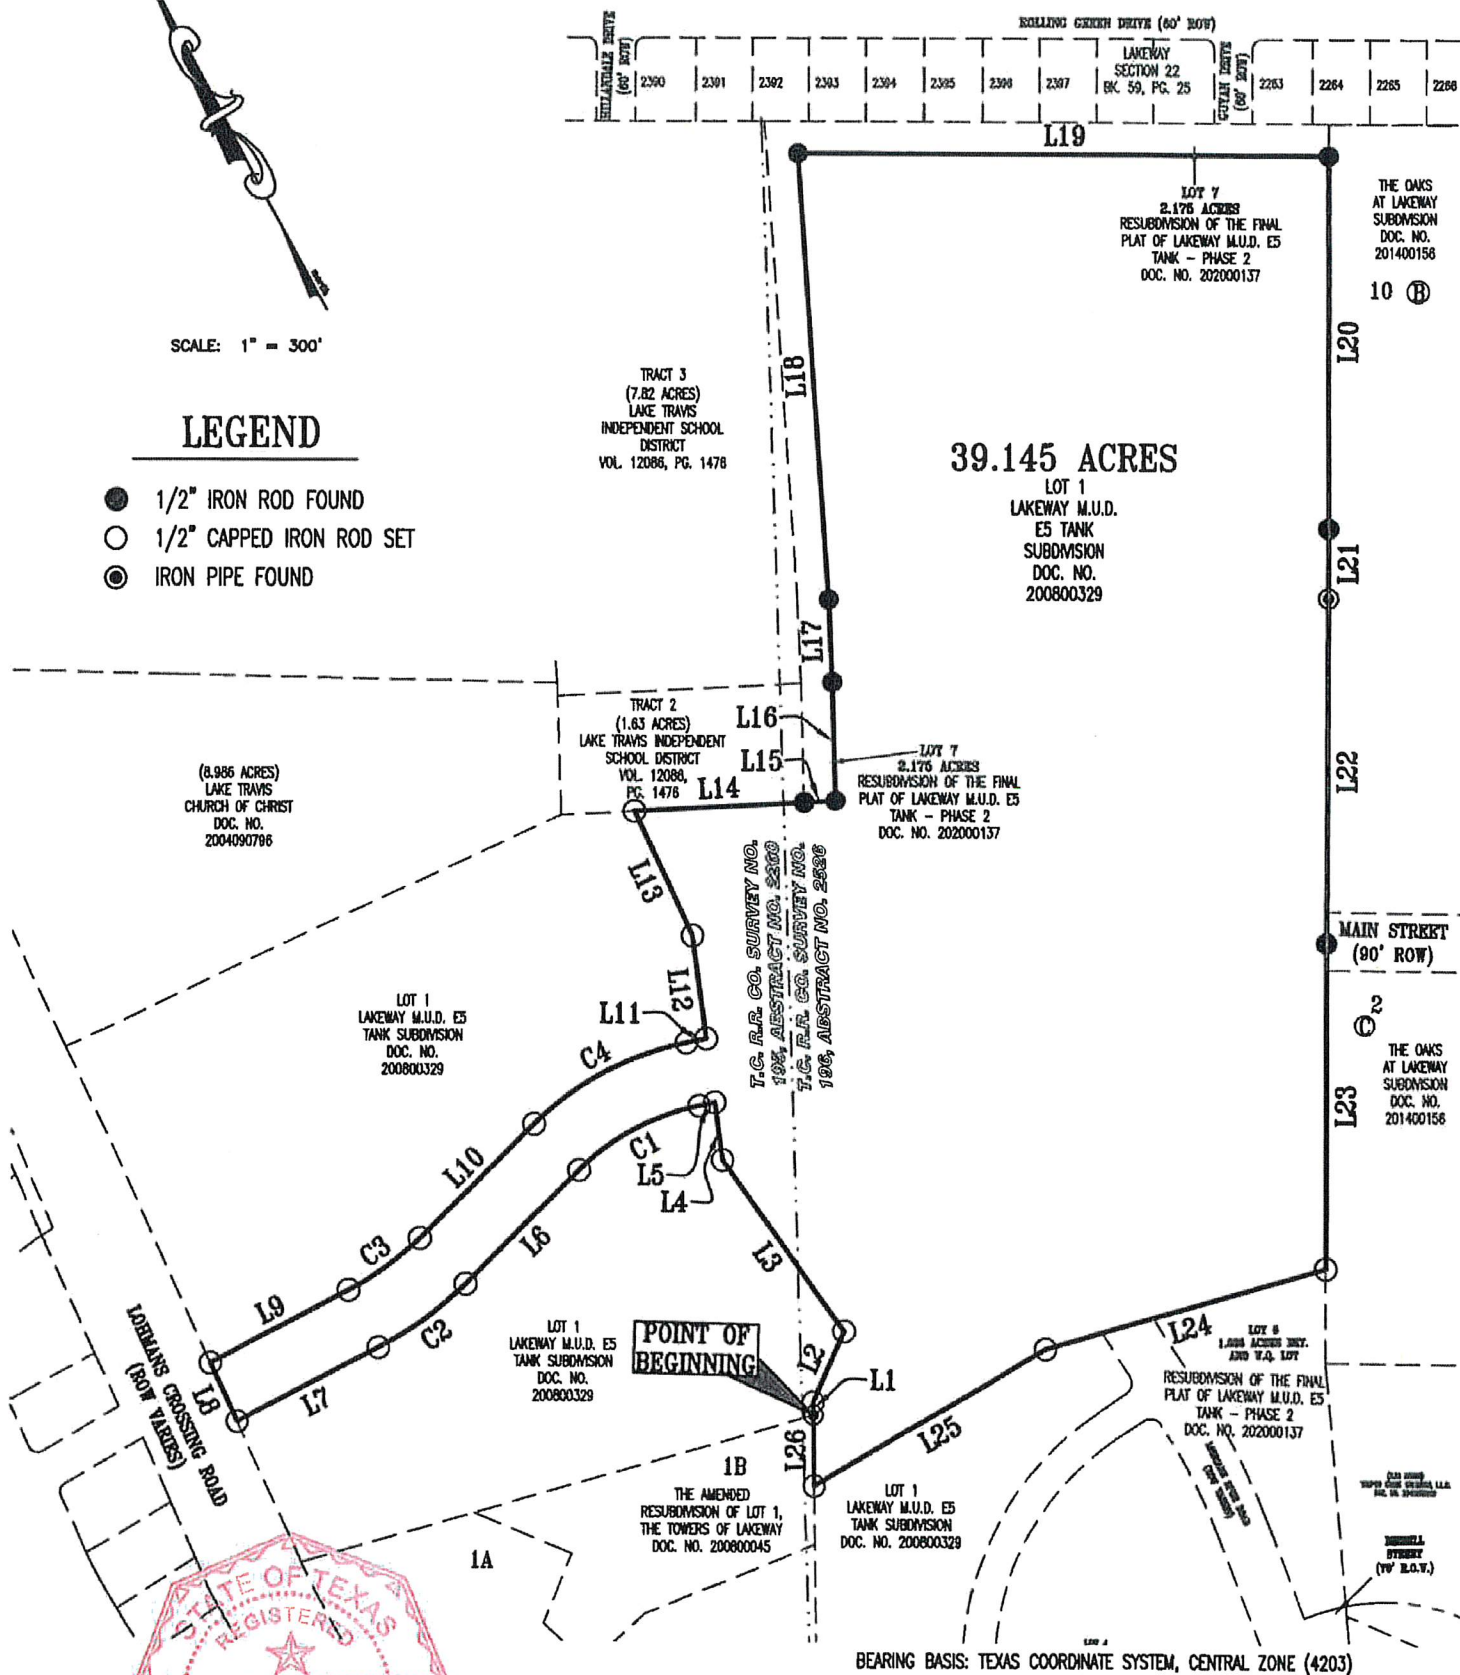 ROLLING GREEN DRIVE (60' ROW)
HILLANDALE DRIVE
(60' ROW)
2390
2391
2392
2393
2394
2395
2396
2397
LAKEWAY
SECTION 22
BK. 59, PG. 25
GUYAN DRIVE
(60' ROW)
2263
2264
2265
2266
L19
LOT 7
2.175 ACRES
RESUBDIVISION OF THE FINAL
PLAT OF LAKEWAY M.U.D. E5
TANK - PHASE 2
DOC. NO. 202000137
THE OAKS
AT LAKEWAY
SUBDIVISION
DOC. NO.
201400156
10 B
L20
SCALE: 1" = 300'
LEGEND
1/2" IRON ROD FOUND
1/2" CAPPED IRON ROD SET
IRON PIPE FOUND
TRACT 3
(7.82 ACRES)
LAKE TRAVIS
INDEPENDENT SCHOOL
DISTRICT
VOL. 12086, PG. 1476
L18
39.145 ACRES
LOT 1
LAKEWAY M.U.D.
E5 TANK
SUBDIVISION
DOC. NO.
200800329
L21
L17
L16
L15
L14
TRACT 2
(1.63 ACRES)
LAKE TRAVIS INDEPENDENT
SCHOOL DISTRICT
VOL. 12086,
PG. 1476
LOT 7
2.175 ACRES
RESUBDIVISION OF THE FINAL
PLAT OF LAKEWAY M.U.D. E5
TANK - PHASE 2
DOC. NO. 202000137
L22
(8.986 ACRES)
LAKE TRAVIS
CHURCH OF CHRIST
DOC. NO.
2004090796
L13
T.C. R.R. CO. SURVEY NO.
195, ABSTRACT NO. 2260
T.C. R.R. CO. SURVEY NO.
196, ABSTRACT NO. 2526
MAIN STREET
(90' ROW)
C 2
THE OAKS
AT LAKEWAY
SUBDIVISION
DOC. NO.
201400156
LOT 1
LAKEWAY M.U.D. E5
TANK SUBDIVISION
DOC. NO.
200800329
L12
L11
C4
L23
C1
L5
L4
L10
L6
C3
L3
L9
C2
LOHMANS CROSSING ROAD
(ROW VARIES)
L8
L7
LOT 1
LAKEWAY M.U.D. E5
TANK SUBDIVISION
DOC. NO.
200800329
POINT OF
BEGINNING
L2
L1
L24
RESUBDIVISION OF THE FINAL
PLAT OF LAKEWAY M.U.D. E5
TANK - PHASE 2
DOC. NO. 202000137
L25
L26
1B
THE AMENDED
RESUBDIVISION OF LOT 1,
THE TOWERS OF LAKEWAY
DOC. NO. 200800045
LOT 1
LAKEWAY M.U.D. E5
TANK SUBDIVISION
DOC. NO. 200800329
1A
STREET
(70' R.O.W.)
STATE OF TEXAS
REGISTERED
BEARING BASIS: TEXAS COORDINATE SYSTEM, CENTRAL ZONE (4203)